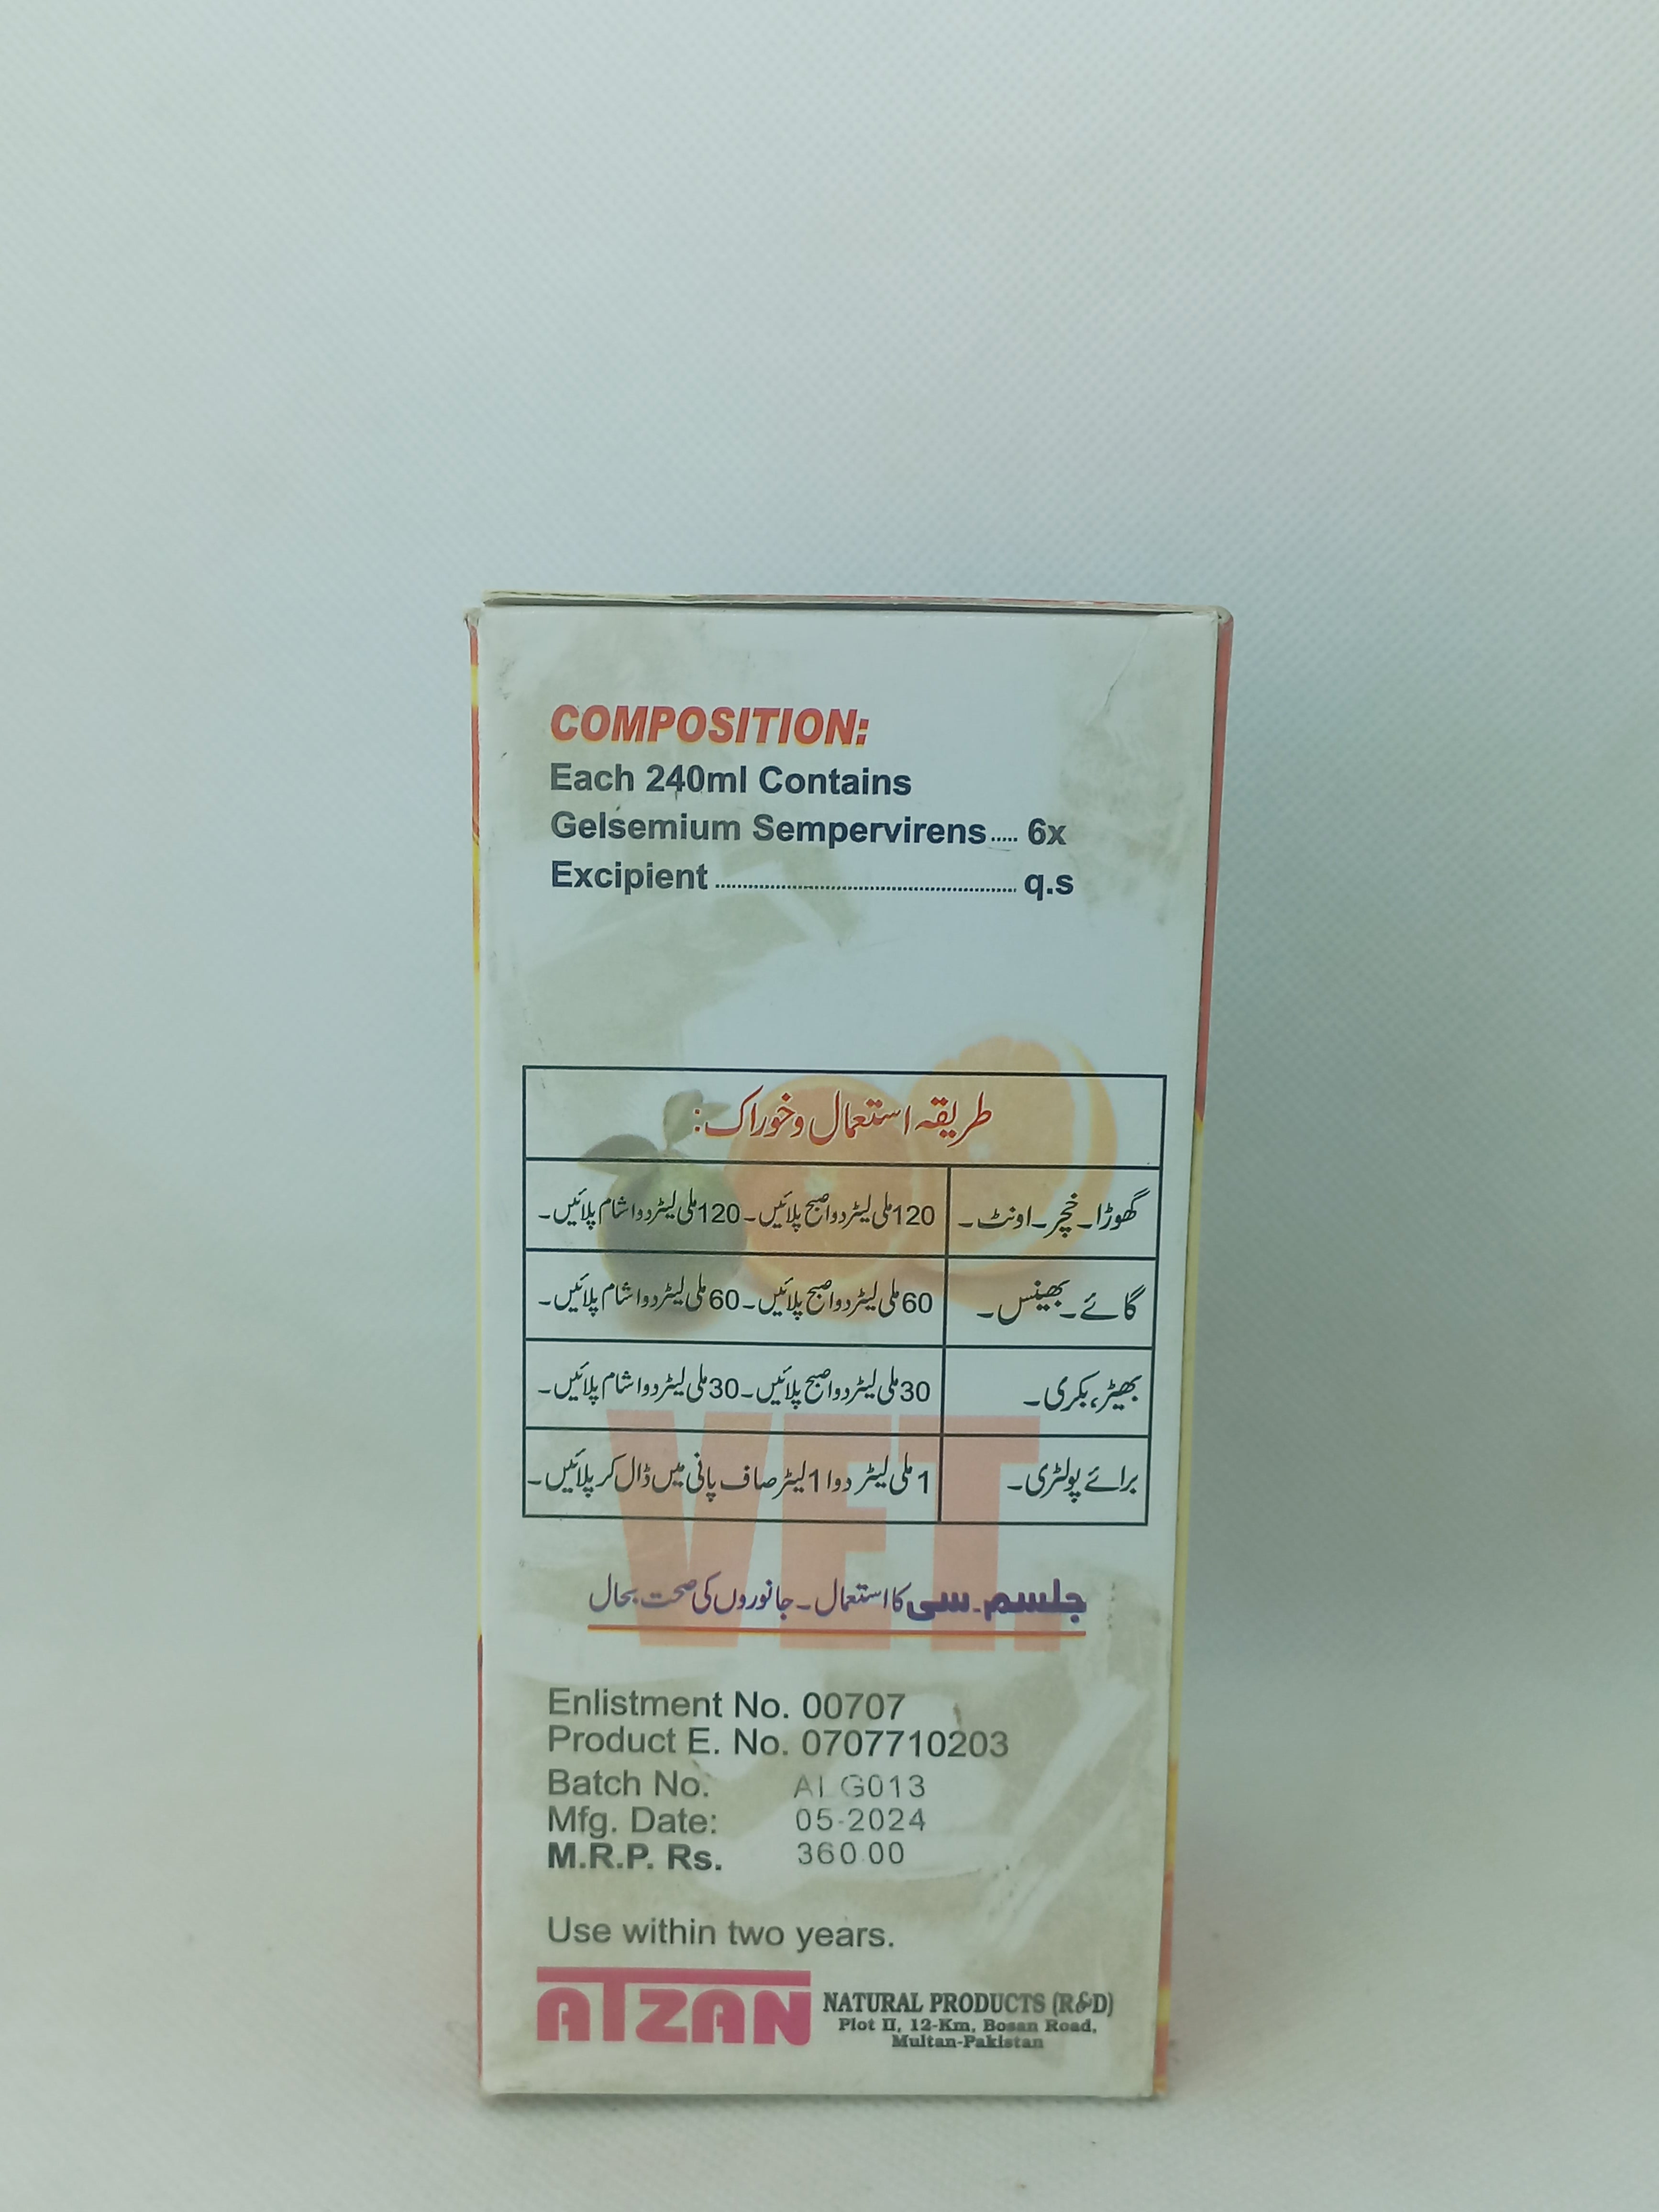 COMPOSITION:
Each 240ml Contains
Gelsemium Sempervirens..... 6x
Excipient ............................................................ q.s
طریقہ استعمال و خوراک:
گھوڑا۔ خچر۔ اونٹ۔ 120 ملی لیٹر دوا صبح پلائیں۔ 120 ملی لیٹر دوا شام پلائیں۔
گائے۔ بھینس۔ 60 ملی لیٹر دوا صبح پلائیں۔ 60 ملی لیٹر دوا شام پلائیں۔
بھیڑ، بکری۔ 30 ملی لیٹر دوا صبح پلائیں۔ 30 ملی لیٹر دوا شام پلائیں۔
برائے پولٹری۔ 1 ملی لیٹر دوا 1 لیٹر صاف پانی میں ڈال کر پلائیں۔
VET.
جلسم۔سی کا استعمال۔ جانوروں کی صحت بحال
Enlistment No. 00707
Product E. No. 0707710203
Batch No. ALG013
Mfg. Date: 05-2024
M.R.P. Rs. 360.00
Use within two years.
ATZAN NATURAL PRODUCTS (R&D)
Plot II, 12-Km, Bosan Road,
Multan-Pakistan